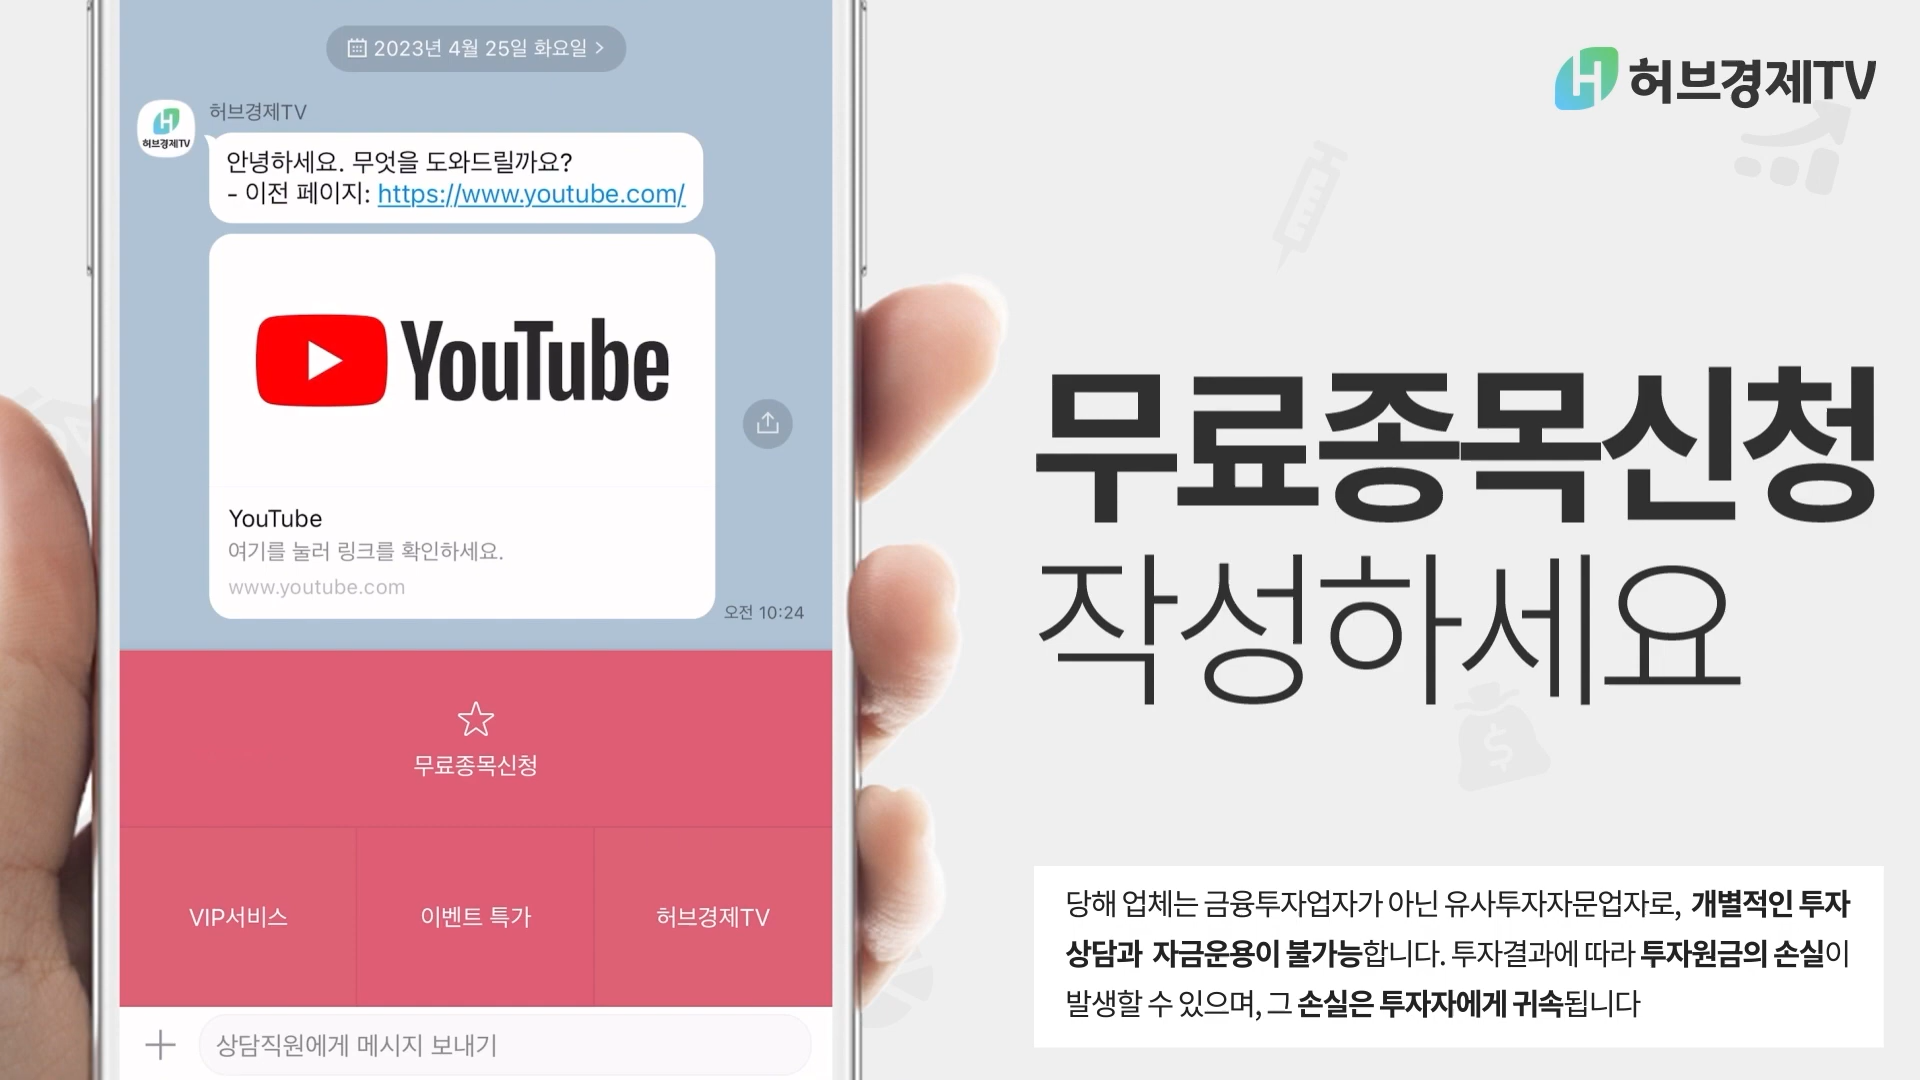 2023년 4월 25일 화요일 >
허브경제TV
허브경제TV
안녕하세요. 무엇을 도와드릴까요?
- 이전 페이지: https://www.youtube.com/
YouTube
YouTube
여기를 눌러 링크를 확인하세요.
www.youtube.com
오전 10:24
무료종목신청
VIP서비스
이벤트 특가
허브경제TV
상담직원에게 메시지 보내기
허브경제TV
무료종목신청
작성하세요
당해 업체는 금융투자업자가 아닌 유사투자자문업자로, 개별적인 투자
상담과 자금운용이 불가능합니다. 투자결과에 따라 투자원금의 손실이
발생할 수 있으며, 그 손실은 투자자에게 귀속됩니다